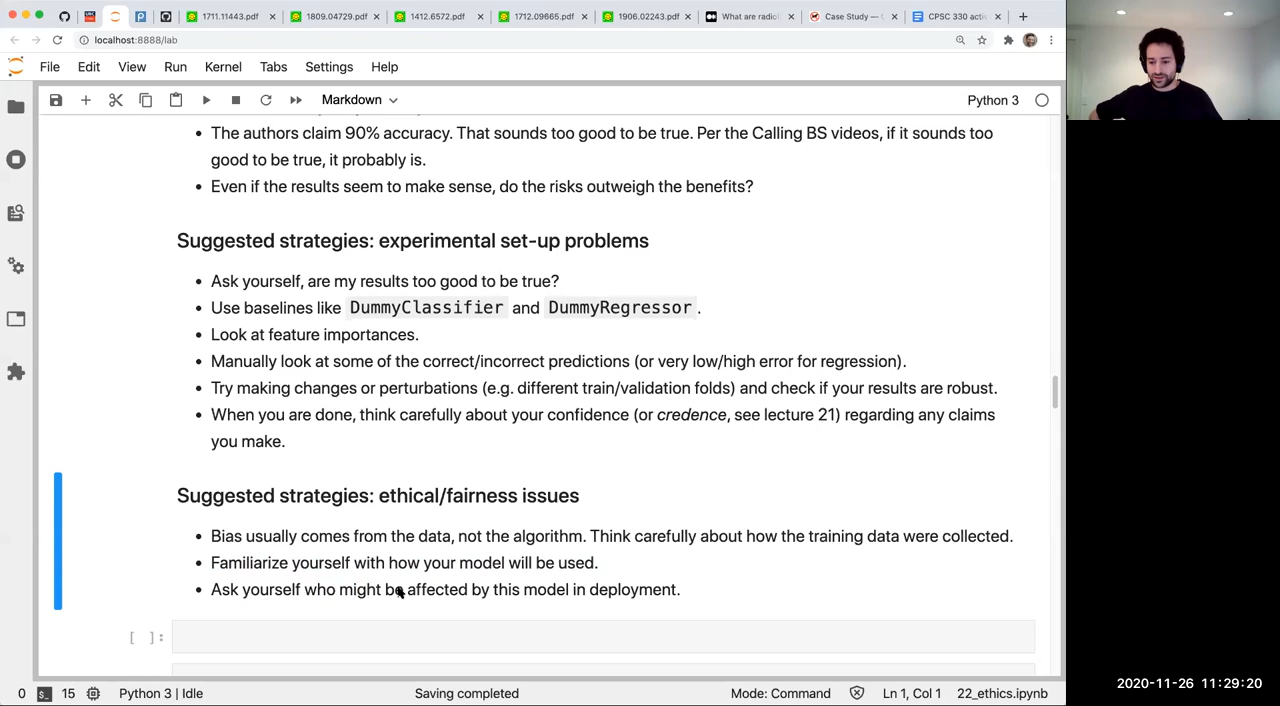 1711.11443.pdf
1809.04729.pdf
1412.6572.pdf
1712.09665.pdf
1906.02243.pdf
What are radiol
Case Study —
CPSC 330 acti
localhost:8888/lab
File Edit View Run Kernel Tabs Settings Help
Markdown
Python 3
The authors claim 90% accuracy. That sounds too good to be true. Per the Calling BS videos, if it sounds
too good to be true, it probably is.
Even if the results seem to make sense, do the risks outweigh the benefits?
Suggested strategies: experimental set-up problems
Ask yourself, are my results too good to be true?
Use baselines like DummyClassifier and DummyRegressor.
Look at feature importances.
Manually look at some of the correct/incorrect predictions (or very low/high error for regression).
Try making changes or perturbations (e.g. different train/validation folds) and check if your results are robust.
When you are done, think carefully about your confidence (or credence, see lecture 21) regarding any claims
you make.
Suggested strategies: ethical/fairness issues
Bias usually comes from the data, not the algorithm. Think carefully about how the training data were collected.
Familiarize yourself with how your model will be used.
Ask yourself who might be affected by this model in deployment.
[ ]:
0 15 Python 3 | Idle Saving completed Mode: Command Ln 1, Col 1 22_ethics.ipynb
2020-11-26 11:29:20